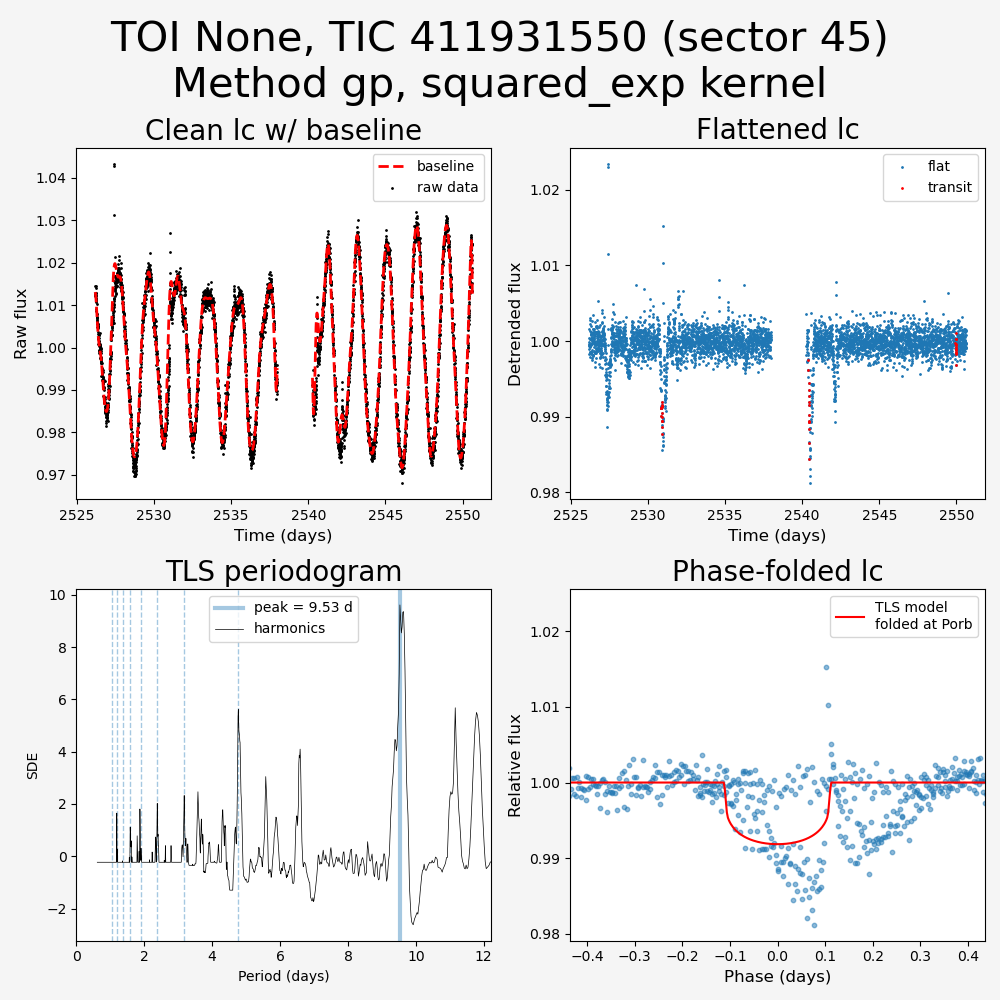 TOI None, TIC 411931550 (sector 45)
Method gp, squared_exp kernel
Clean lc w/ baseline
Raw flux
1.04
1.03
1.02
1.01
1.00
0.99
0.98
0.97
baseline
raw data
2525 2530 2535 2540 2545 2550
Time (days)
Flattened lc
Detrended flux
1.02
1.01
1.00
0.99
0.98
flat
transit
2525 2530 2535 2540 2545 2550
Time (days)
TLS periodogram
SDE
10
8
6
4
2
0
−2
peak = 9.53 d
harmonics
0 2 4 6 8 10 12
Period (days)
Phase-folded lc
Relative flux
1.02
1.01
1.00
0.99
0.98
TLS model
folded at Porb
−0.4 −0.3 −0.2 −0.1 0.0 0.1 0.2 0.3 0.4
Phase (days)